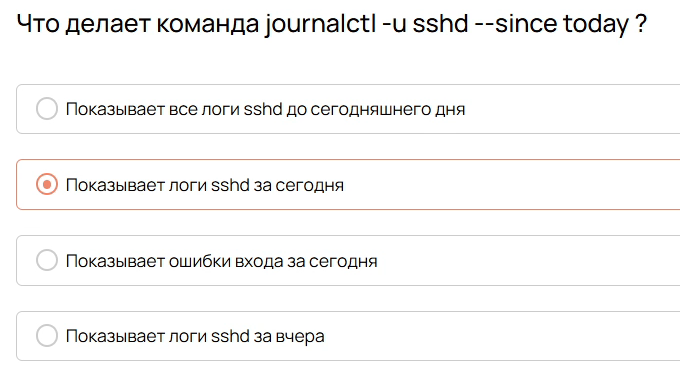 Что делает команда journalctl -u sshd --since today ?
Показывает все логи sshd до сегодняшнего дня
Показывает логи sshd за сегодня
Показывает ошибки входа за сегодня
Показывает логи sshd за вчера